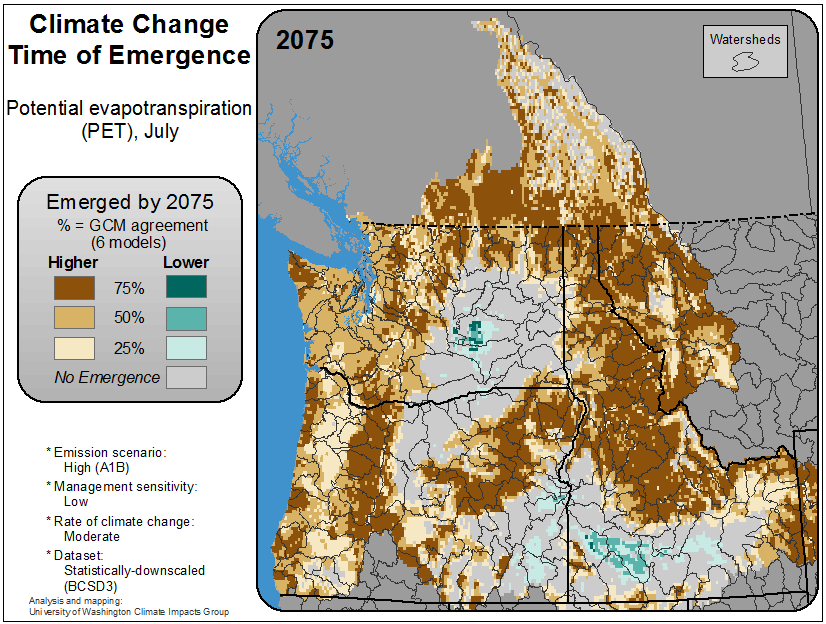 Climate Change
Time of Emergence
Potential evapotranspiration
(PET), July
Emerged by 2075
% = GCM agreement
(6 models)
Higher
Lower
75%
50%
25%
No Emergence
* Emission scenario:
High (A1B)
* Management sensitivity:
Low
* Rate of climate change:
Moderate
* Dataset:
Statistically-downscaled
(BCSD3)
Analysis and mapping:
University of Washington Climate Impacts Group
2075
Watersheds